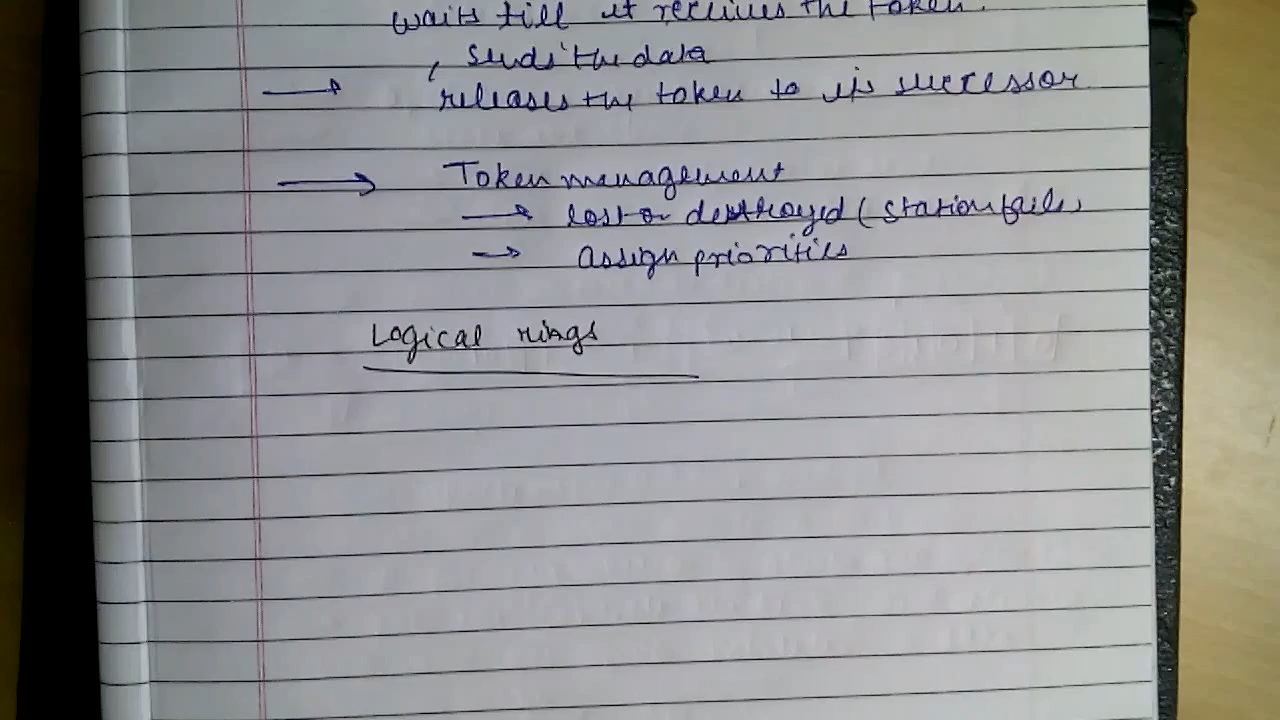 waits till it receives the token.
, sends the data
→ releases the token to its successor
→ Token management
→ lost or destroyed ( station fails,
→ assign priorities
Logical rings